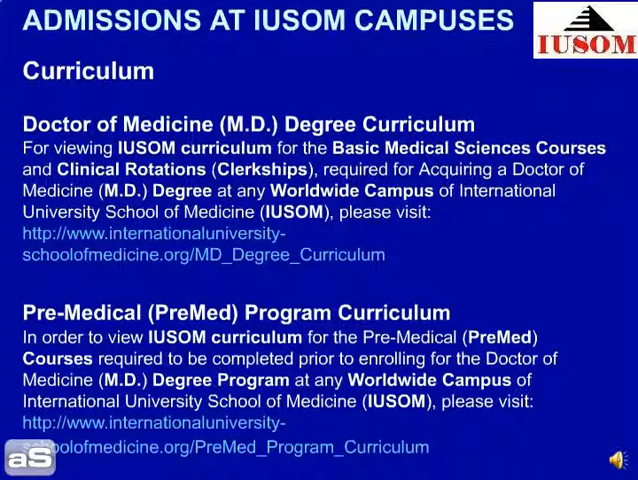 ADMISSIONS AT IUSOM CAMPUSES
IUSOM
Curriculum
Doctor of Medicine (M.D.) Degree Curriculum
For viewing IUSOM curriculum for the Basic Medical Sciences Courses
and Clinical Rotations (Clerkships), required for Acquiring a Doctor of
Medicine (M.D.) Degree at any Worldwide Campus of International
University School of Medicine (IUSOM), please visit:
http://www.internationaluniversity-
schoolofmedicine.org/MD_Degree_Curriculum
Pre-Medical (PreMed) Program Curriculum
In order to view IUSOM curriculum for the Pre-Medical (PreMed)
Courses required to be completed prior to enrolling for the Doctor of
Medicine (M.D.) Degree Program at any Worldwide Campus of
International University School of Medicine (IUSOM), please visit:
http://www.internationaluniversity-
schoolofmedicine.org/PreMed_Program_Curriculum
aS